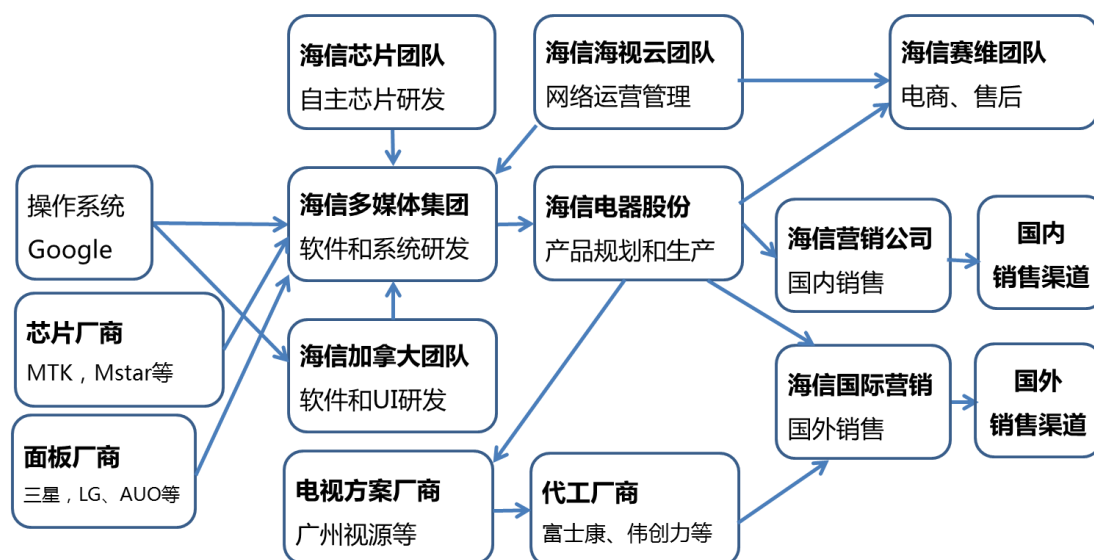 海信芯片团队
自主芯片研发
海信海视云团队
网络运营管理
海信赛维团队
电商、售后
操作系统
Google
海信多媒体集团
软件和系统研发
海信电器股份
产品规划和生产
海信营销公司
国内销售
国内
销售渠道
芯片厂商
MTK，Mstar等
海信加拿大团队
软件和UI研发
海信国际营销
国外销售
国外
销售渠道
面板厂商
三星，LG、AUO等
电视方案厂商
广州视源等
代工厂商
富士康、伟创力等